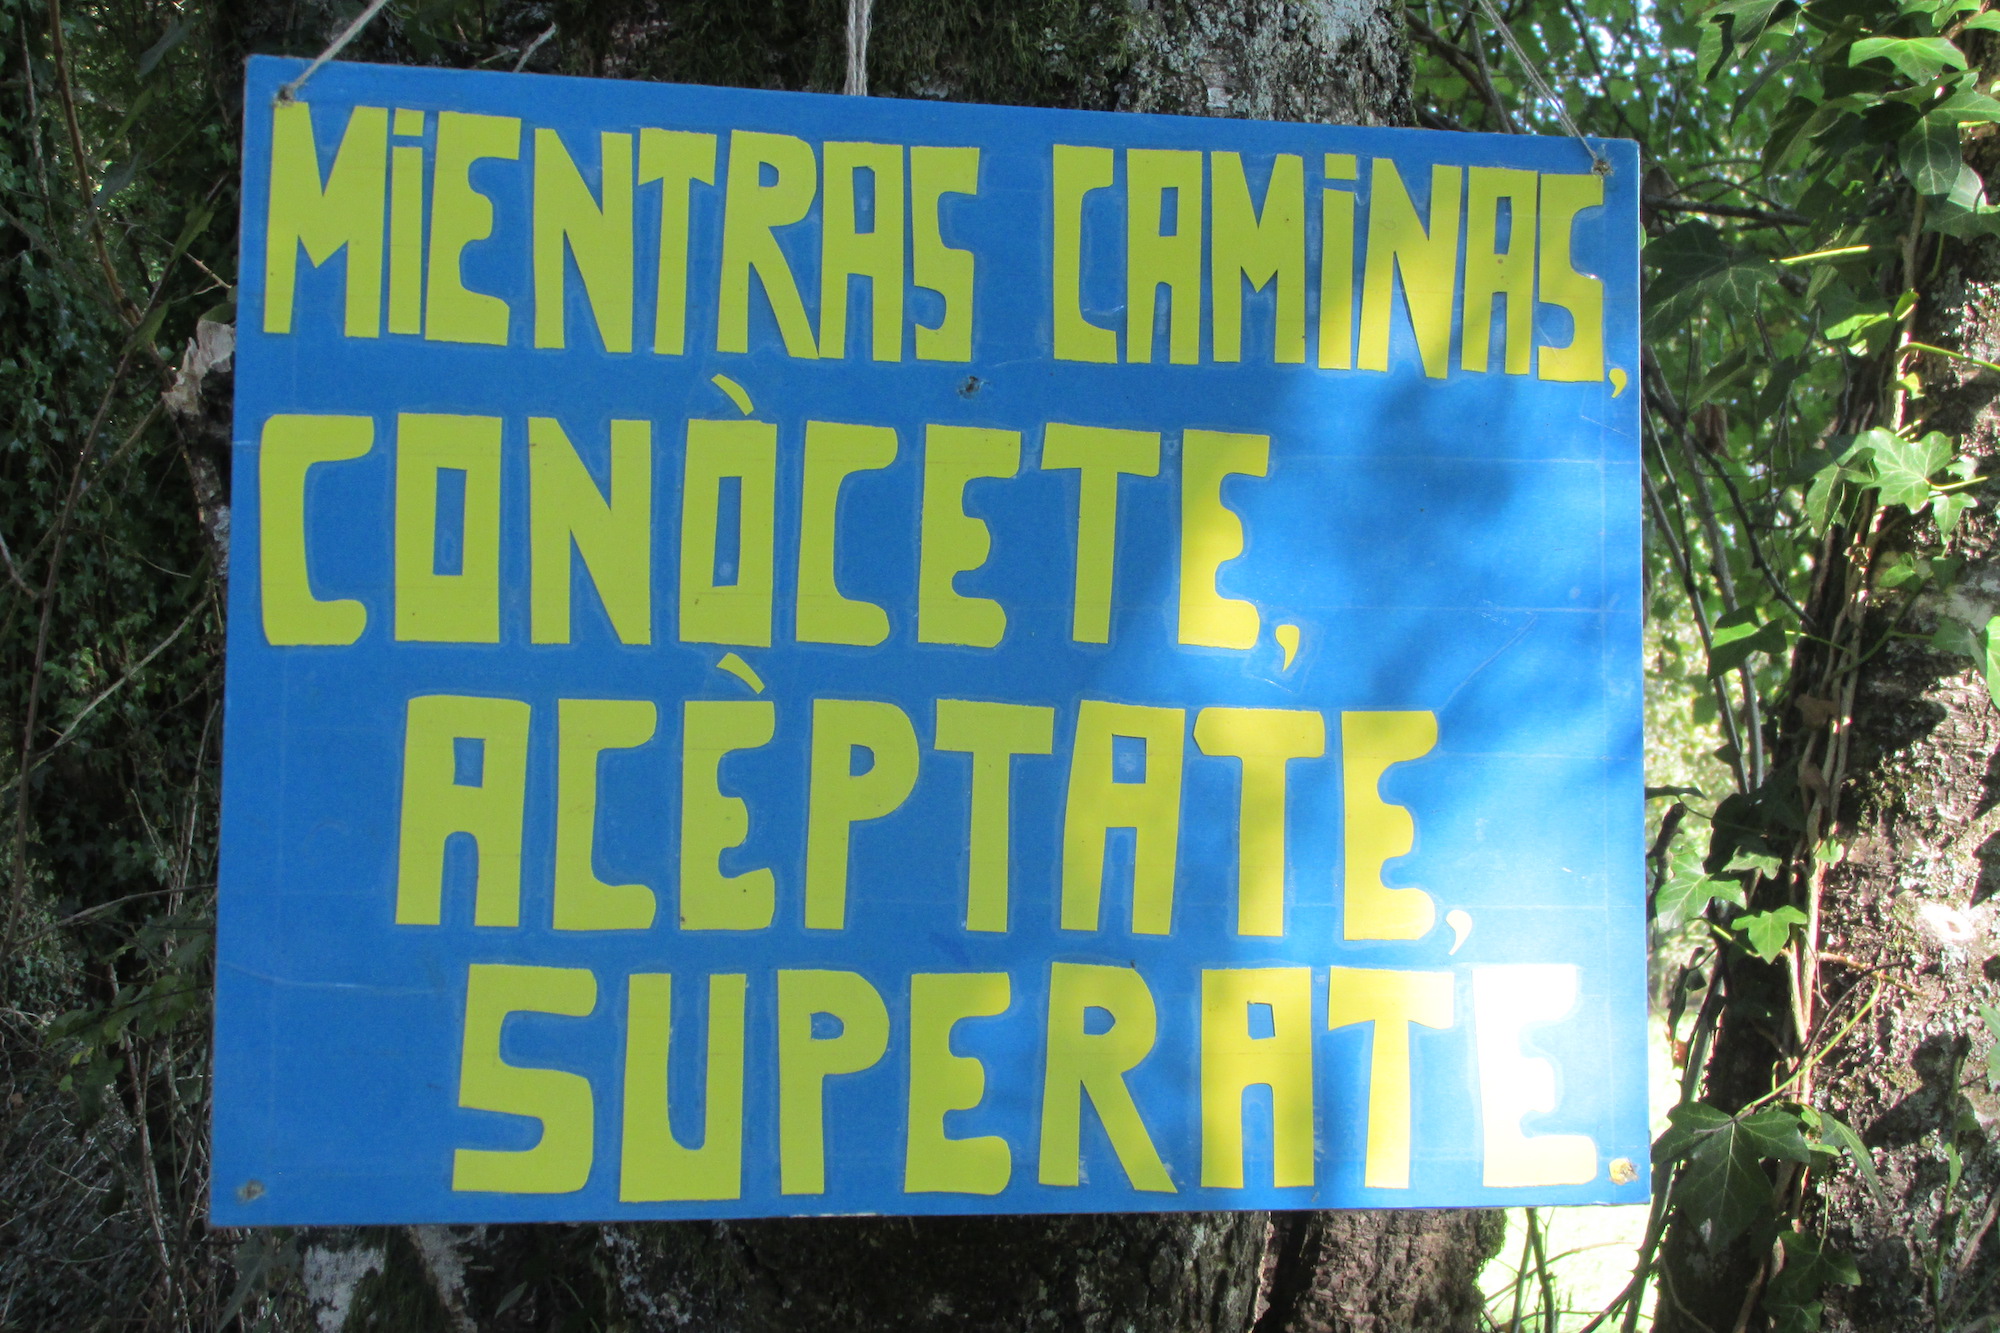 MiENTRAS CAMiNAS,
CONÒCETE,
ACÈPTATE,
SUPERATE.